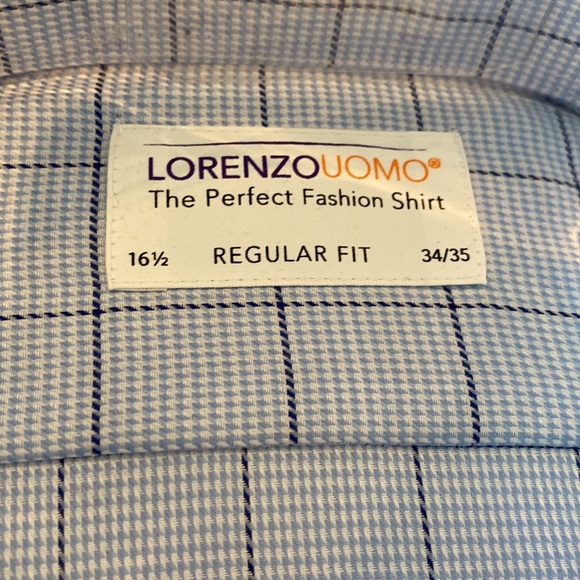 LORENZOUOMO®
The Perfect Fashion Shirt
16½ REGULAR FIT 34/35